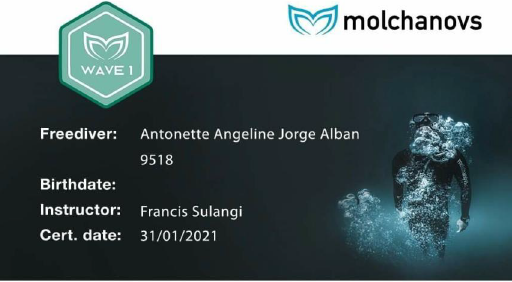 molchanovs
WAVE 1
Freediver: Antonette Angeline Jorge Alban
9518
Birthdate:
Instructor: Francis Sulangi
Cert. date: 31/01/2021